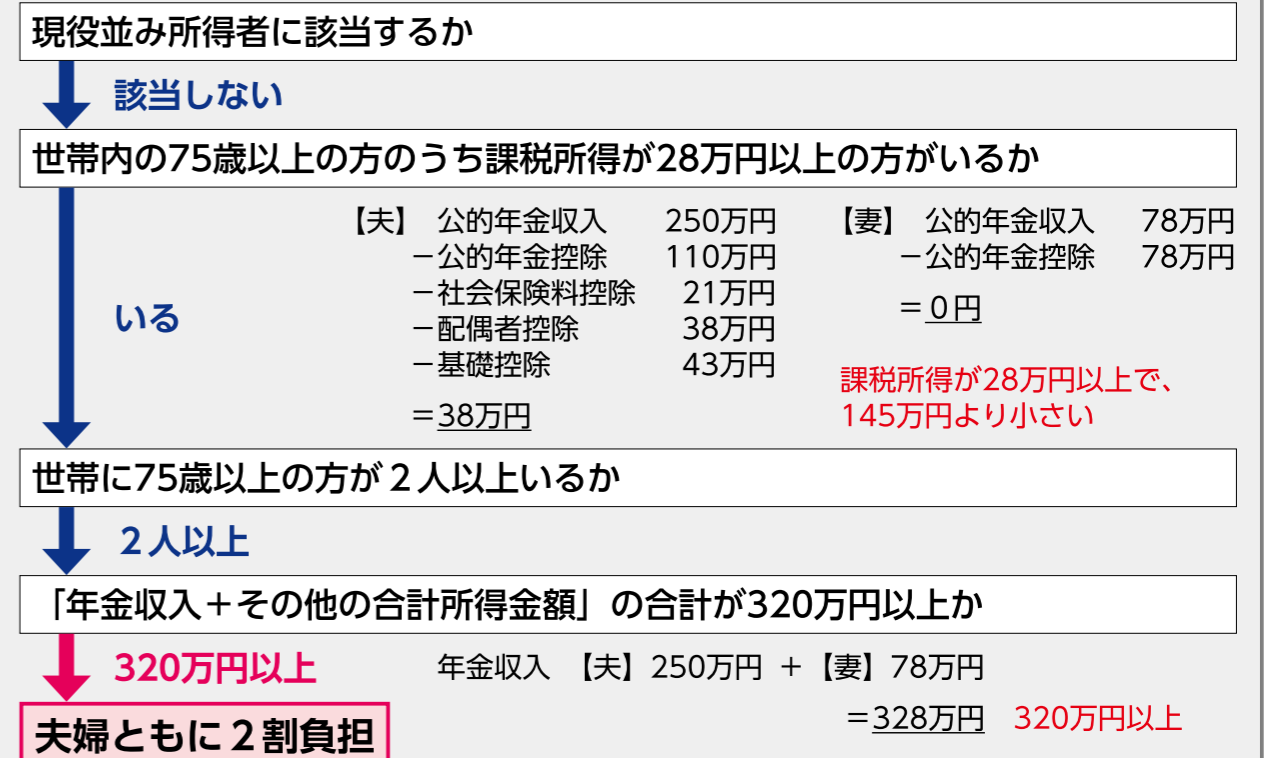 現役並み所得者に該当するか
該当しない
世帯内の75歳以上の方のうち課税所得が28万円以上の方がいるか
いる
【夫】 公的年金収入 250万円
－公的年金控除 110万円
－社会保険料控除 21万円
－配偶者控除 38万円
－基礎控除 43万円
＝38万円
【妻】 公的年金収入 78万円
－公的年金控除 78万円
＝０円
課税所得が28万円以上で、
145万円より小さい
世帯に75歳以上の方が２人以上いるか
２人以上
「年金収入＋その他の合計所得金額」の合計が320万円以上か
320万円以上
年金収入 【夫】250万円 ＋【妻】78万円
＝328万円 320万円以上
夫婦ともに２割負担